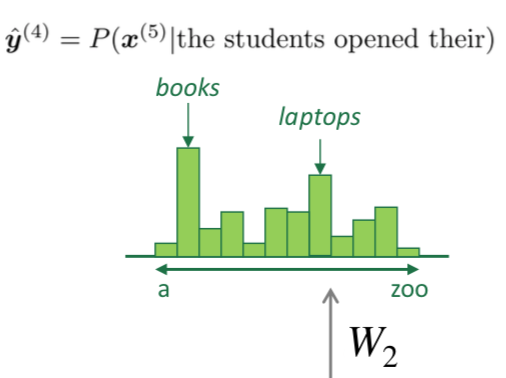 ŷ⁽⁴⁾ = P(x⁽⁵⁾|the students opened their)
books
laptops
a zoo
W₂